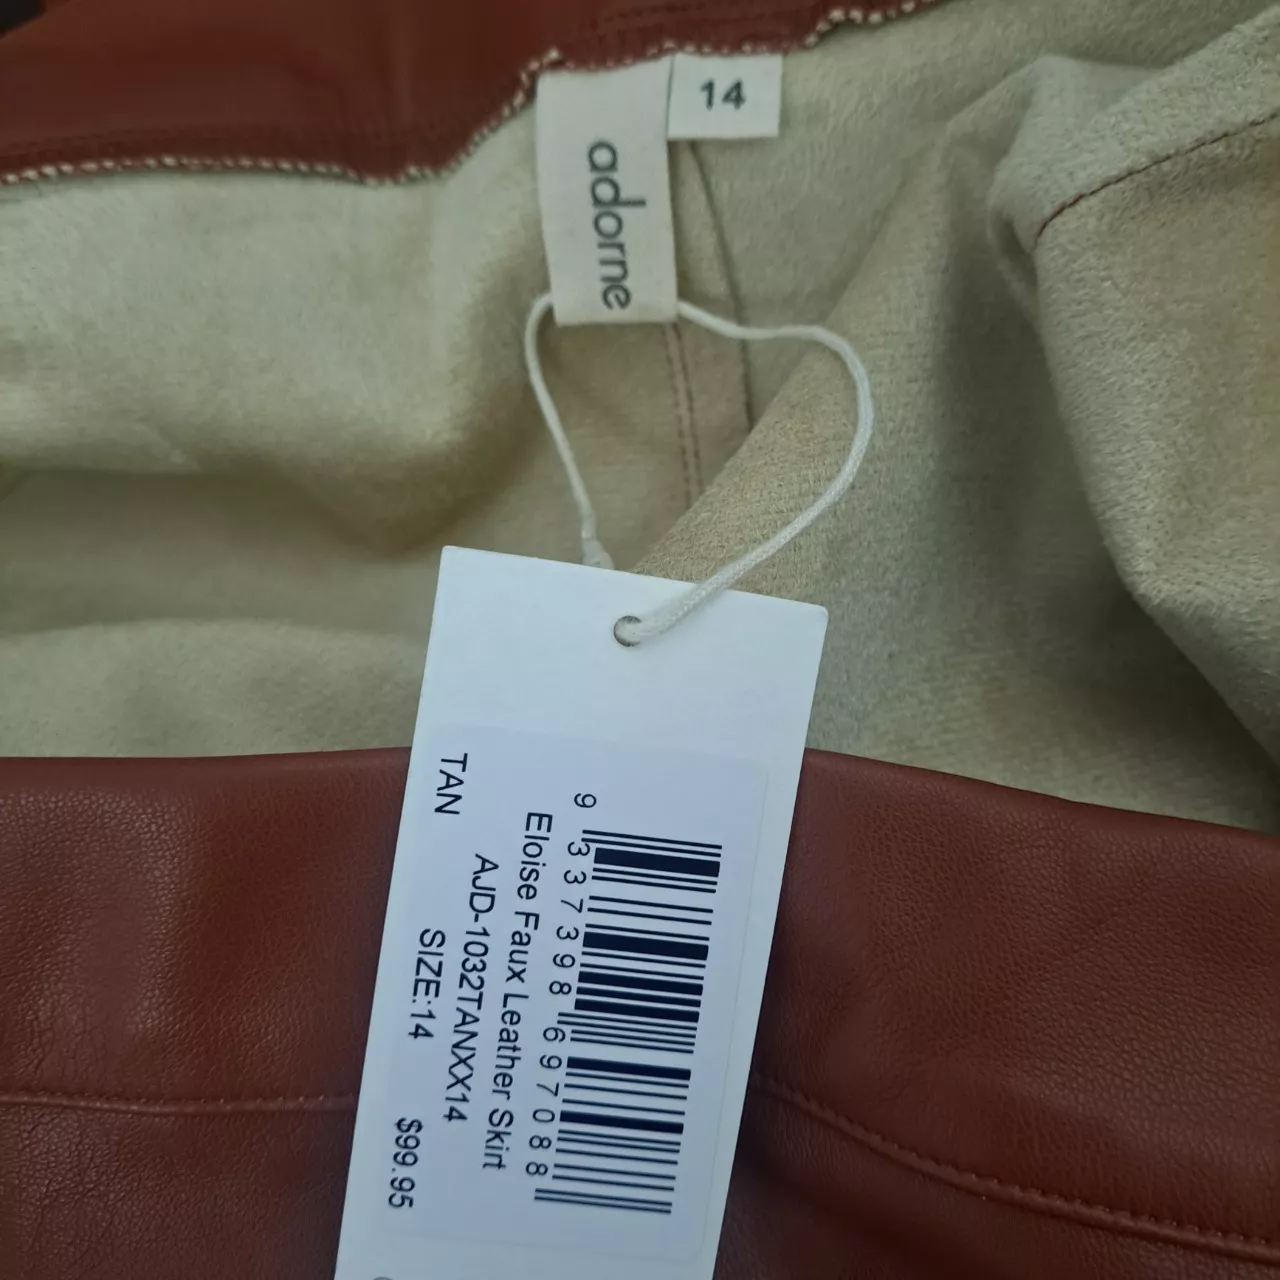 14
adorne
9 337398 697088
Eloise Faux Leather Skirt
AJD-1032TANXX14
TAN SIZE:14 $99.95